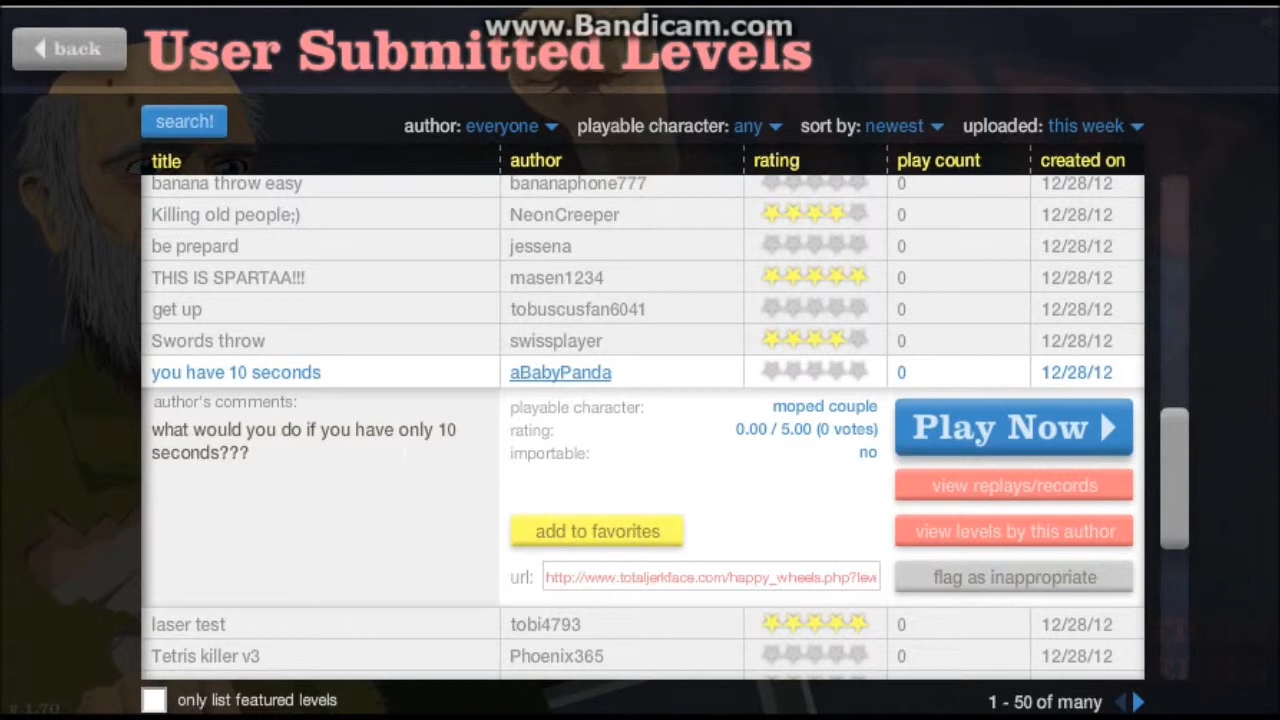 www.Bandicam.com
back
User Submitted Levels
search!
author: everyone playable character: any sort by: newest uploaded: this week
title author rating play count created on
banana throw easy bananaphone777 0 12/28/12
Killing old people;) NeonCreeper 0 12/28/12
be prepard jessena 0 12/28/12
THIS IS SPARTAA!!! masen1234 0 12/28/12
get up tobuscusfan6041 0 12/28/12
Swords throw swissplayer 0 12/28/12
you have 10 seconds aBabyPanda 0 12/28/12
author's comments:
what would you do if you have only 10
seconds???
playable character: moped couple
rating: 0.00 / 5.00 (0 votes)
importable: no
Play Now
view replays/records
add to favorites
view levels by this author
url: http://www.totaljerkface.com/happy_wheels.php?leve
flag as inappropriate
laser test tobi4793 0 12/28/12
Tetris killer v3 Phoenix365 0 12/28/12
only list featured levels
1 - 50 of many
v 1.70